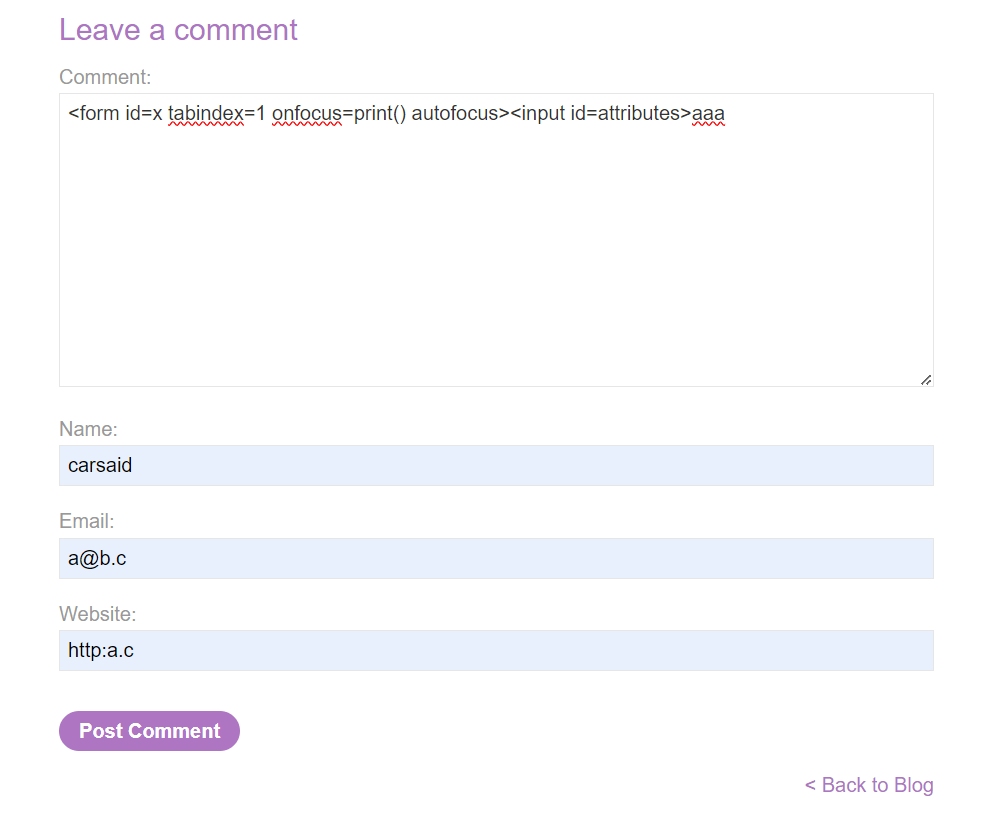 Leave a comment
Comment:
<form id=x tabindex=1 onfocus=print() autofocus><input id=attributes>aaa
Name:
carsaid
Email:
a@b.c
Website:
http:a.c
Post Comment
< Back to Blog